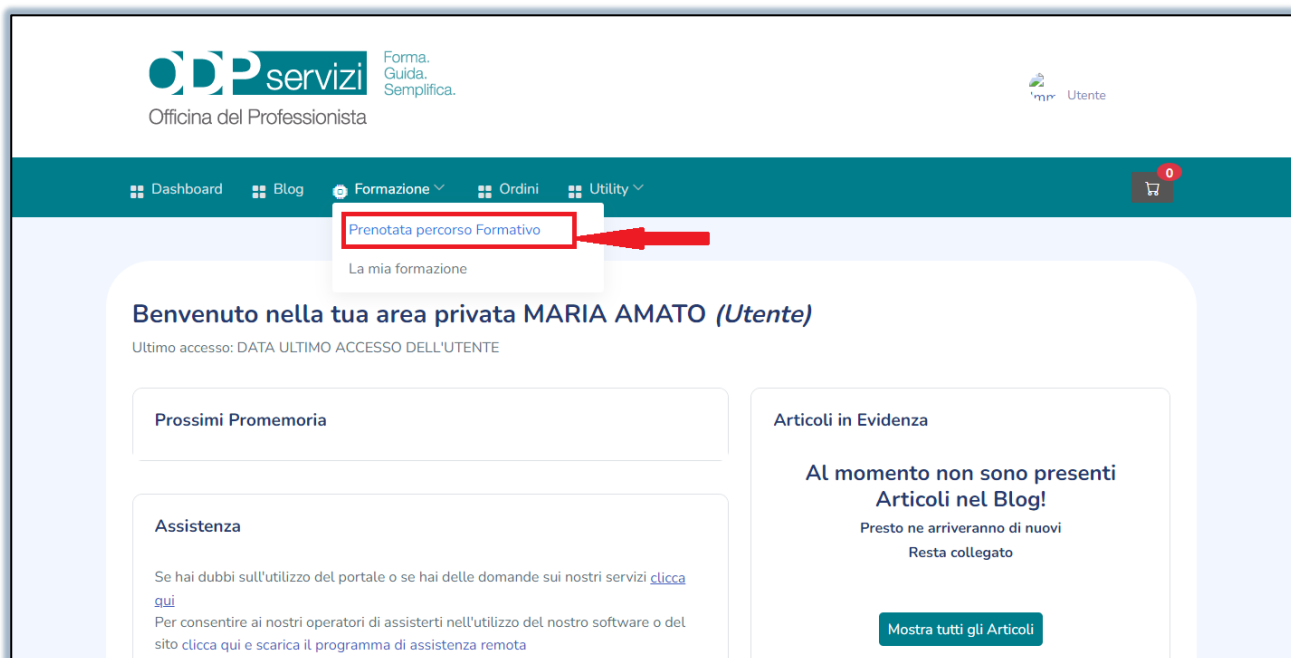 ODP servizi
Forma.
Guida.
Semplifica.
Officina del Professionista
'mm Utente
Dashboard Blog Formazione Ordini Utility
0
Prenotata percorso Formativo
La mia formazione
Benvenuto nella tua area privata MARIA AMATO (Utente)
Ultimo accesso: DATA ULTIMO ACCESSO DELL'UTENTE
Prossimi Promemoria
Assistenza
Se hai dubbi sull'utilizzo del portale o se hai delle domande sui nostri servizi clicca
qui
Per consentire ai nostri operatori di assisterti nell'utilizzo del nostro software o del
sito clicca qui e scarica il programma di assistenza remota
Articoli in Evidenza
Al momento non sono presenti
Articoli nel Blog!
Presto ne arriveranno di nuovi
Resta collegato
Mostra tutti gli Articoli